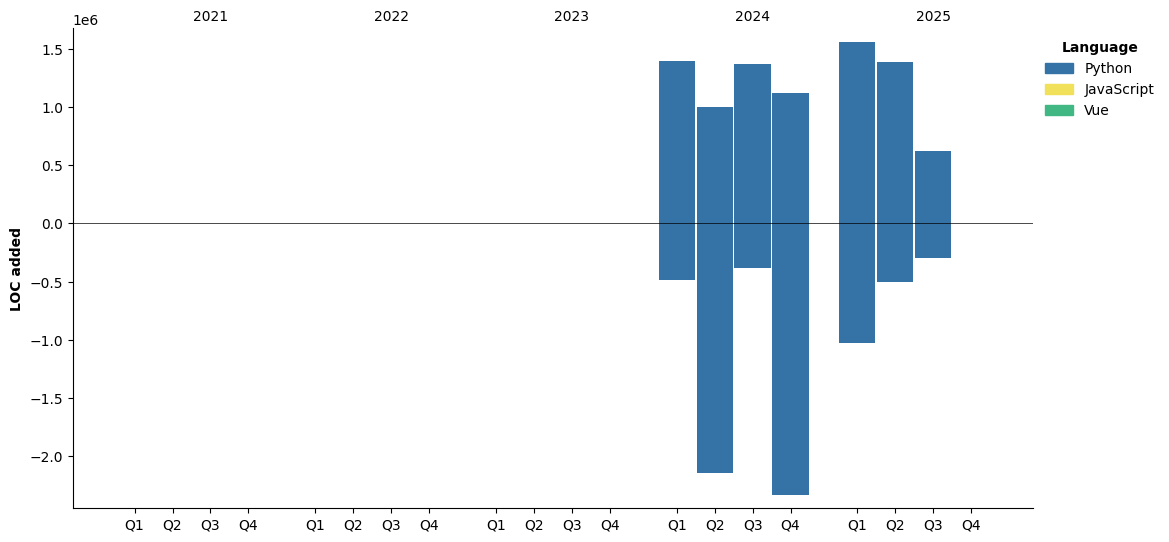 2021 2022 2023 2024 2025
1e6
Language
Python
JavaScript
Vue
LOC added
1.5
1.0
0.5
0.0
−0.5
−1.0
−1.5
−2.0
Q1 Q2 Q3 Q4 Q1 Q2 Q3 Q4 Q1 Q2 Q3 Q4 Q1 Q2 Q3 Q4 Q1 Q2 Q3 Q4